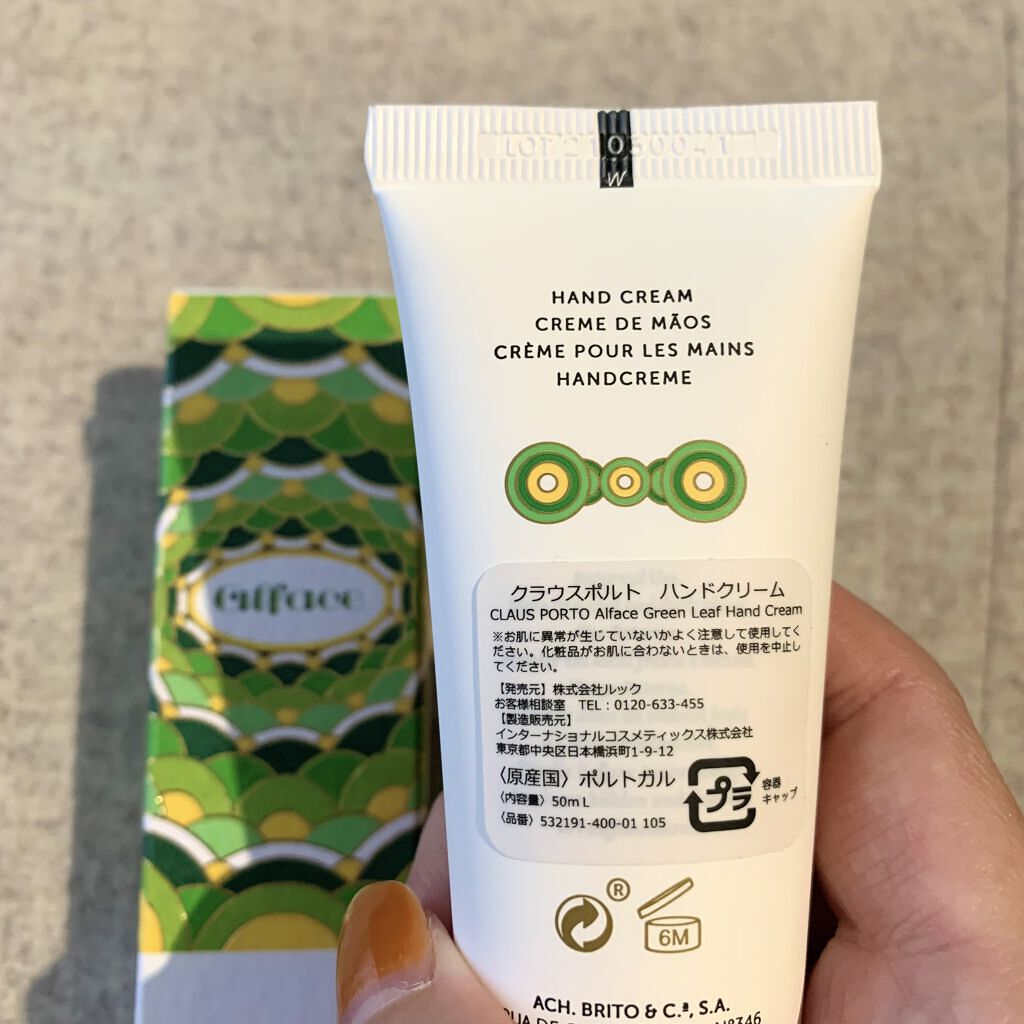 LOT 21030041
W
HAND CREAM
CREME DE MÃOS
CRÈME POUR LES MAINS
HANDCREME
クラウスポルト ハンドクリーム
CLAUS PORTO Alface Green Leaf Hand Cream
※お肌に異常が生じていないかよく注意して使用してく
ださい。化粧品がお肌に合わないときは、使用を中止し
てください。
【発売元】株式会社ルック
お客様相談室 TEL:0120-633-455
【製造販売元】
インターナショナルコスメティックス株式会社
東京都中央区日本橋浜町1-9-12
〈原産国〉ポルトガル
〈内容量〉50mL
〈品番〉532191-400-01 105
プラ
容器
キャップ
®
6M
ACH. BRITO & C.ª, S.A.
Nº346
alface